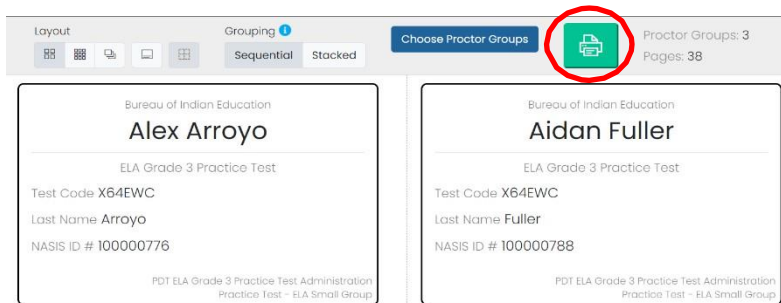 Layout
Grouping
Sequential Stacked
Choose Proctor Groups
Proctor Groups: 3
Pages: 38
Bureau of Indian Education
Alex Arroyo
ELA Grade 3 Practice Test
Test Code X64EWC
Last Name Arroyo
NASIS ID # 100000776
PDT ELA Grade 3 Practice Test Administration
Practice Test - ELA Small Group
Bureau of Indian Education
Aidan Fuller
ELA Grade 3 Practice Test
Test Code X64EWC
Last Name Fuller
NASIS ID # 100000788
PDT ELA Grade 3 Practice Test Administration
Practice Test - ELA Small Group